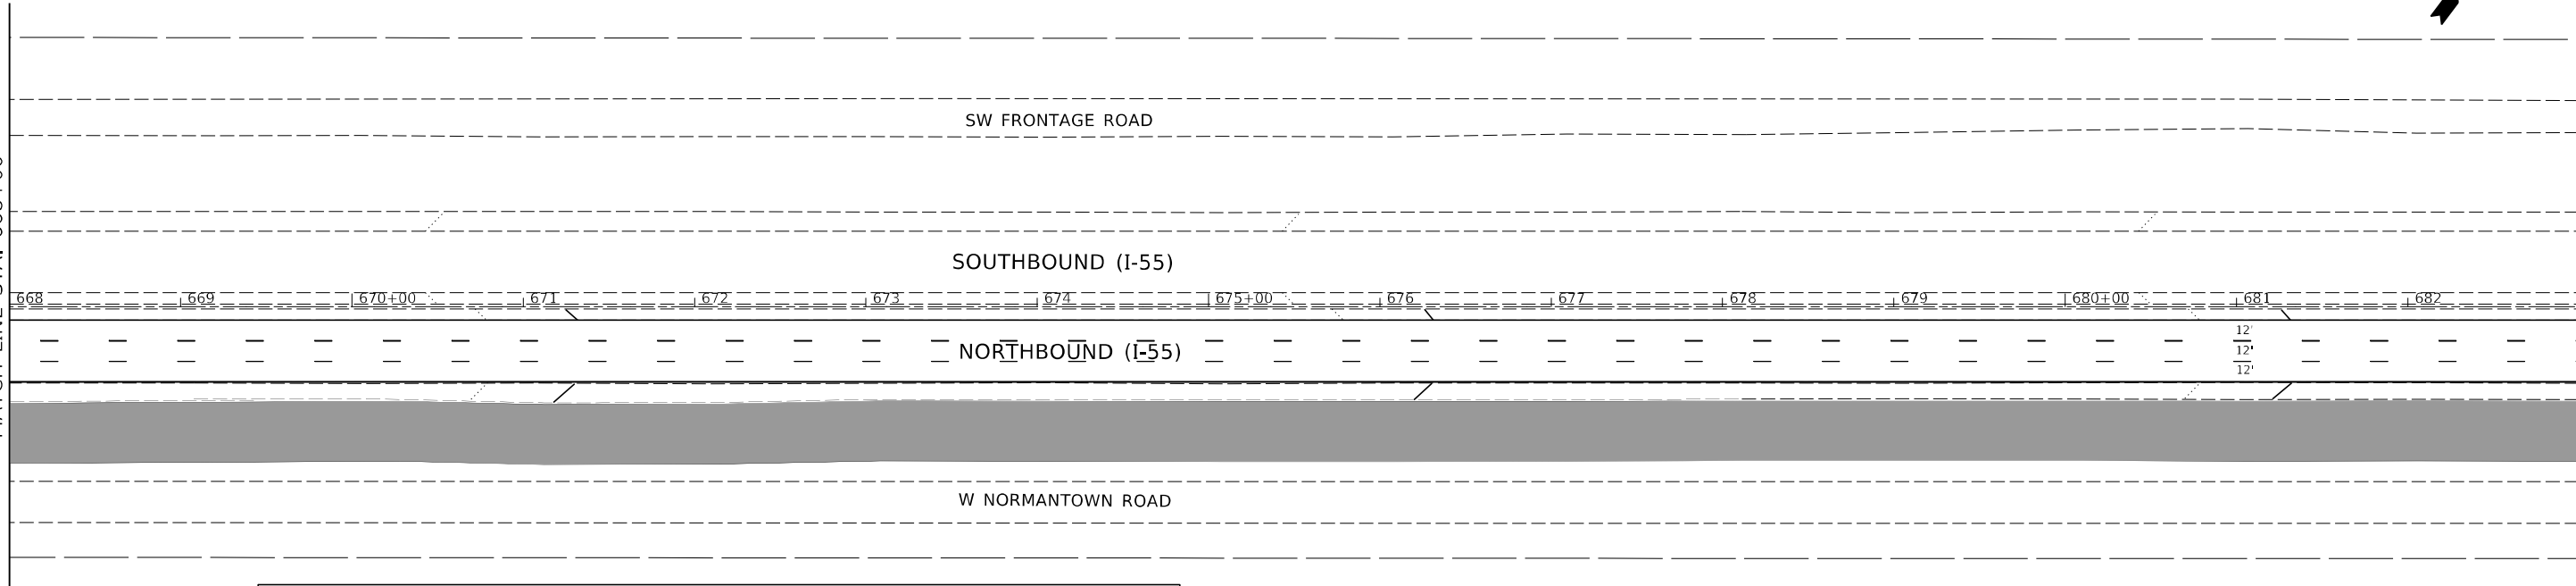 SW FRONTAGE ROAD
SOUTHBOUND (I-55)
668 669 670+00 671 672 673 674 675+00 676 677 678 679 680+00 681 682
12'
NORTHBOUND (I-55) 12'
12'
W NORMANTOWN ROAD